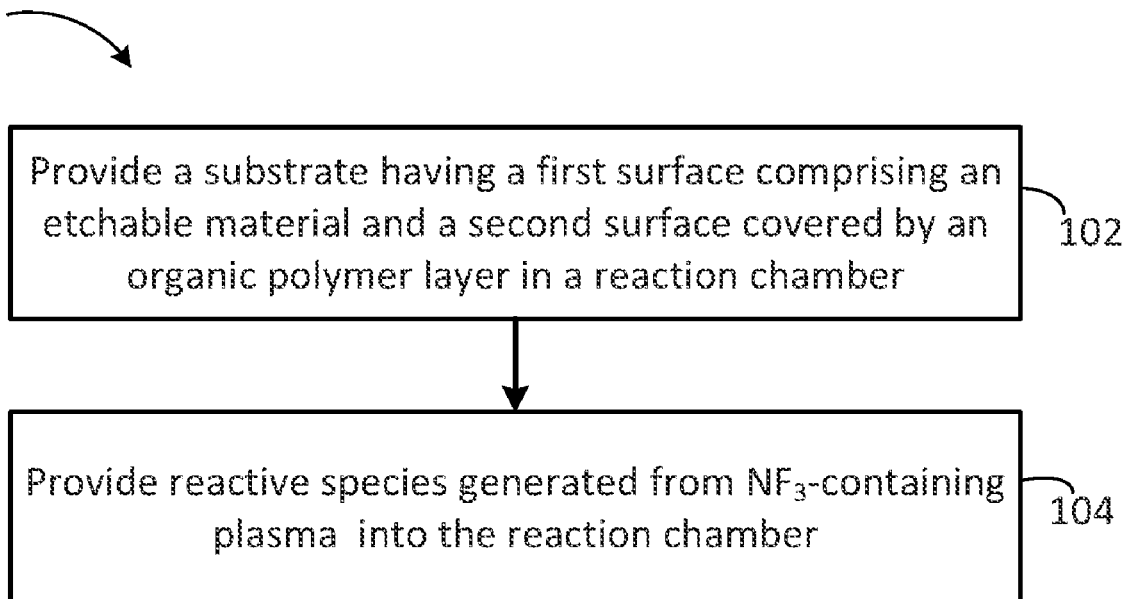 Provide a substrate having a first surface comprising an
etchable material and a second surface covered by an
organic polymer layer in a reaction chamber
102
Provide reactive species generated from NF₃-containing
plasma into the reaction chamber
104